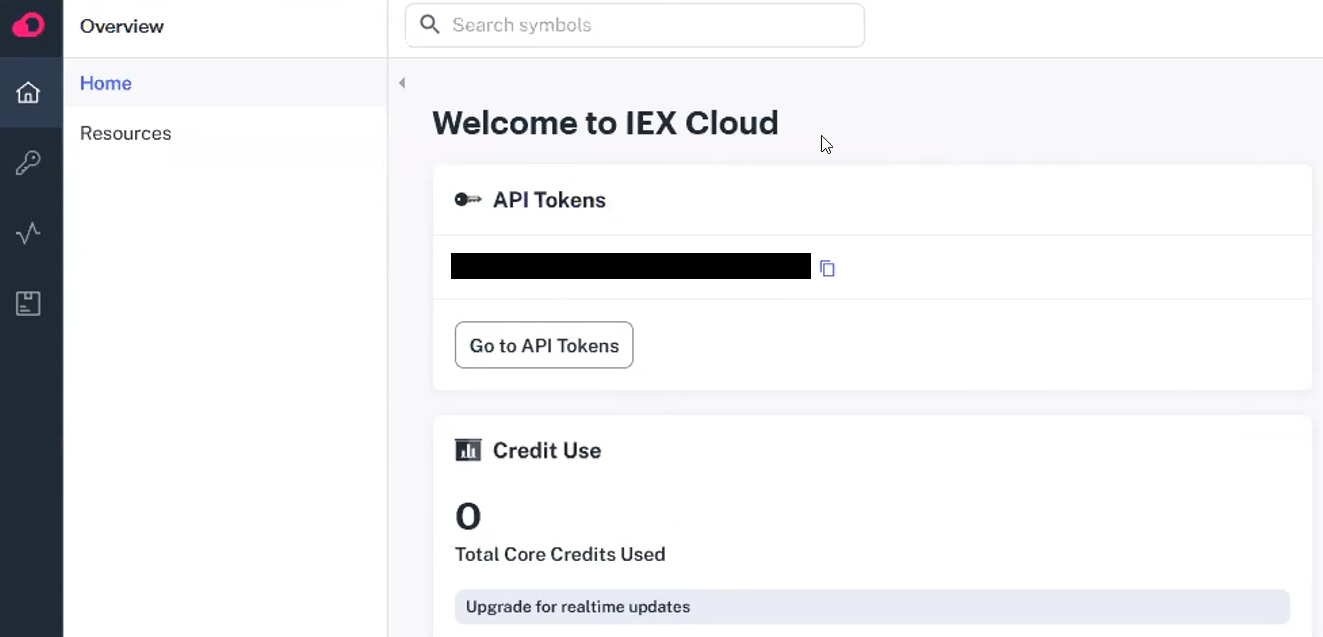 Overview
Search symbols
Home
Resources
Welcome to IEX Cloud
API Tokens
Go to API Tokens
Credit Use
0
Total Core Credits Used
Upgrade for realtime updates